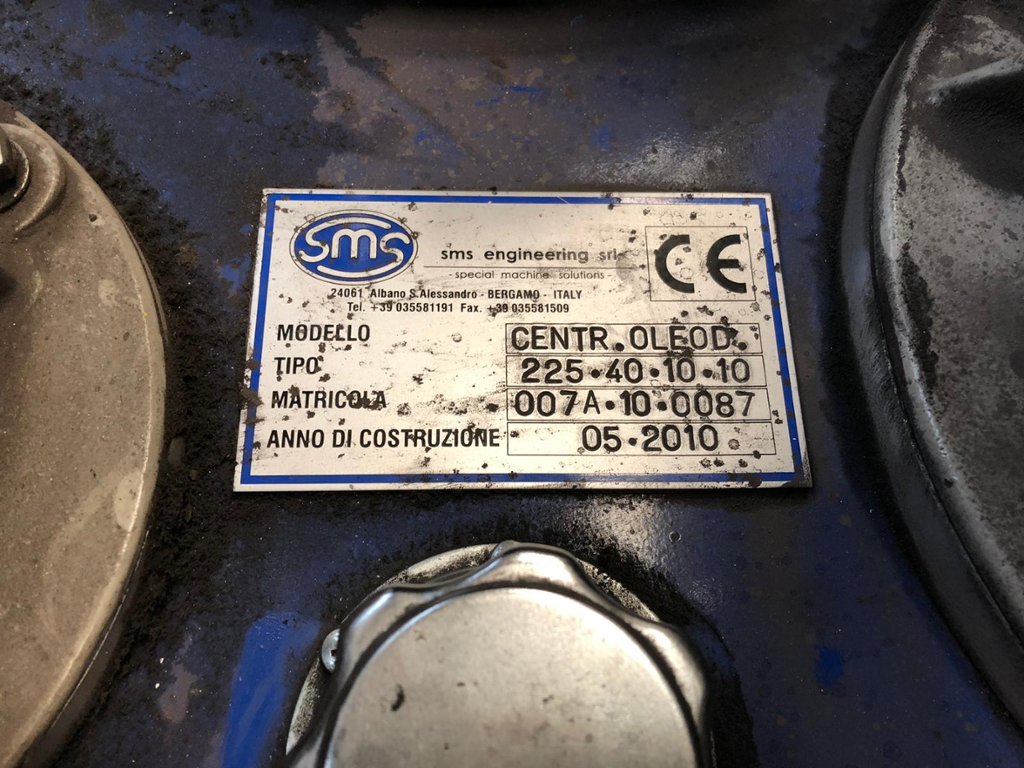 sms
sms engineering srl
- special machine solutions -
CE
24061 Albano S.Alessandro - BERGAMO - ITALY
Tel. +39 035581191 Fax. +39 035581509
MODELLO CENTR.OLEOD.
TIPO 225.40.10.10
MATRICOLA 007A.10.0087
ANNO DI COSTRUZIONE 05.2010